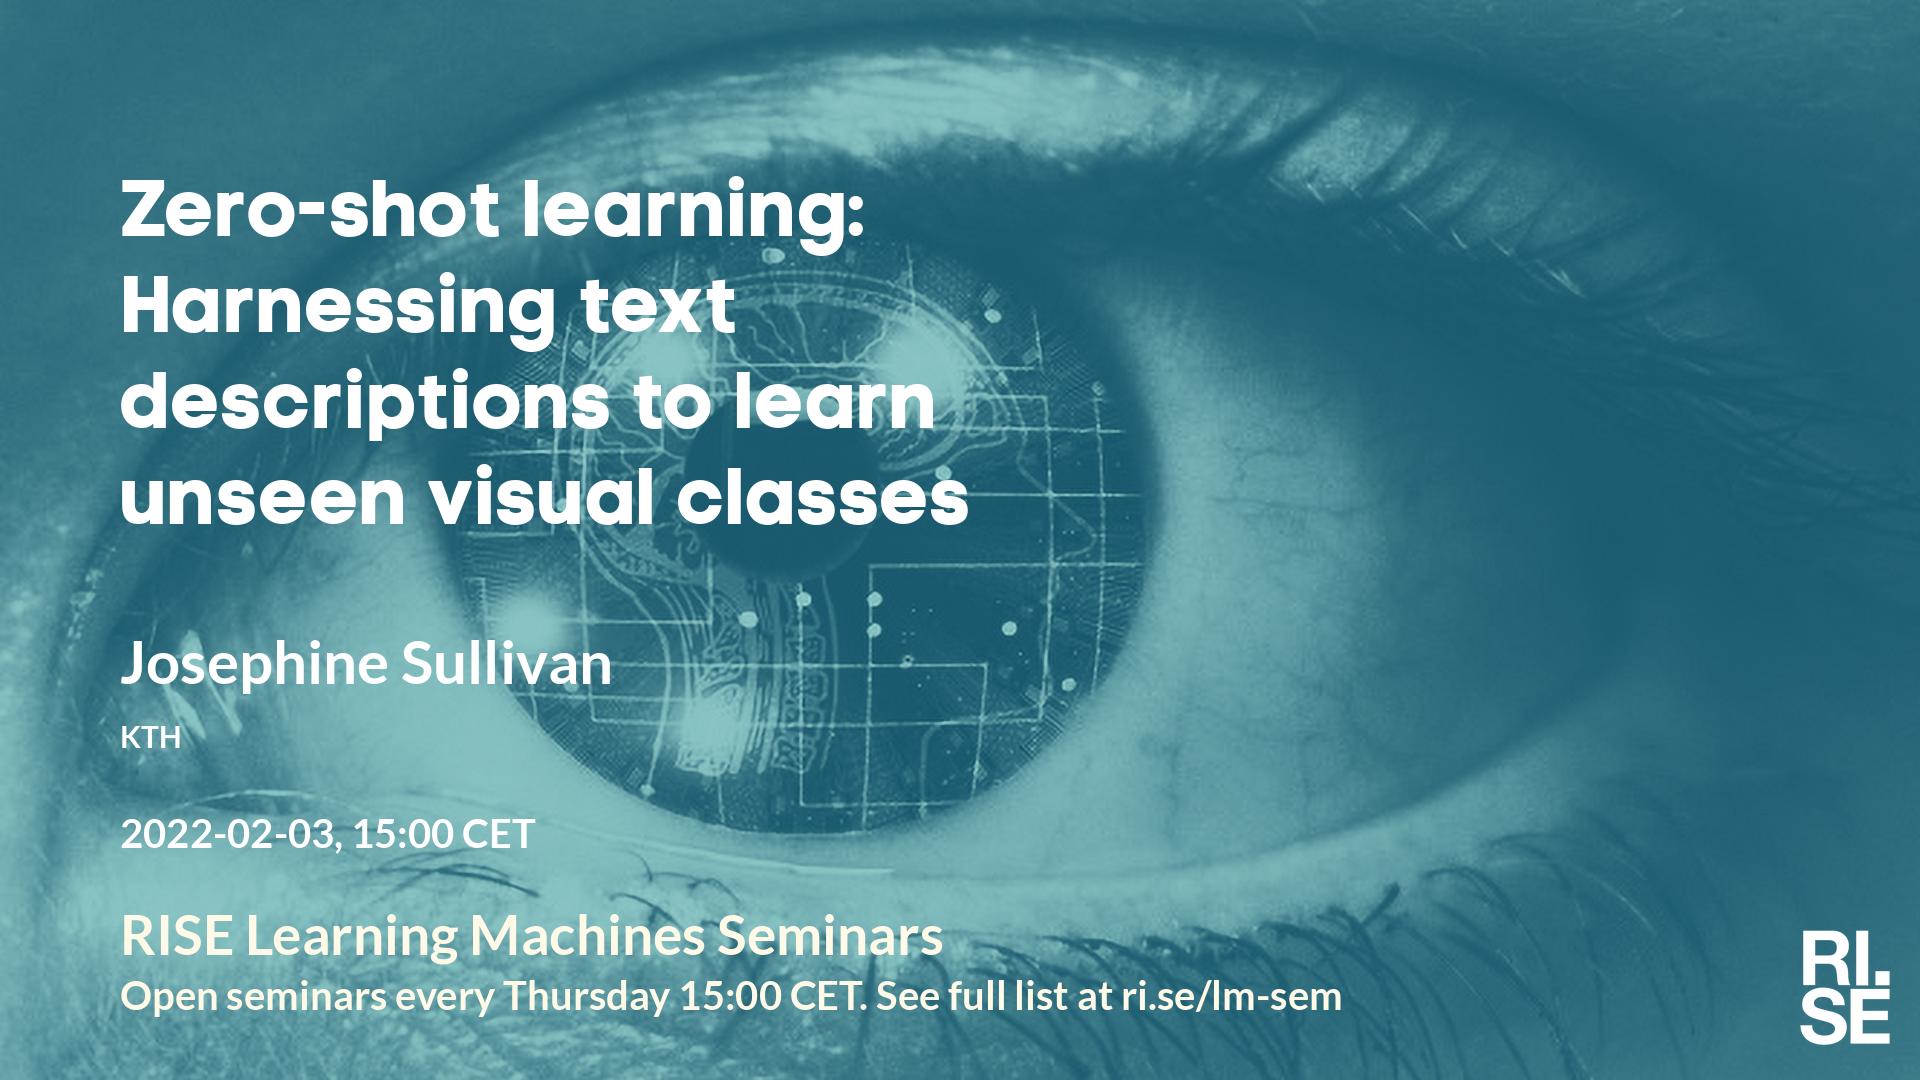 Zero-shot learning:
Harnessing text
descriptions to learn
unseen visual classes
Josephine Sullivan
KTH
2022-02-03, 15:00 CET
RISE Learning Machines Seminars
Open seminars every Thursday 15:00 CET. See full list at ri.se/lm-sem
RI.
SE